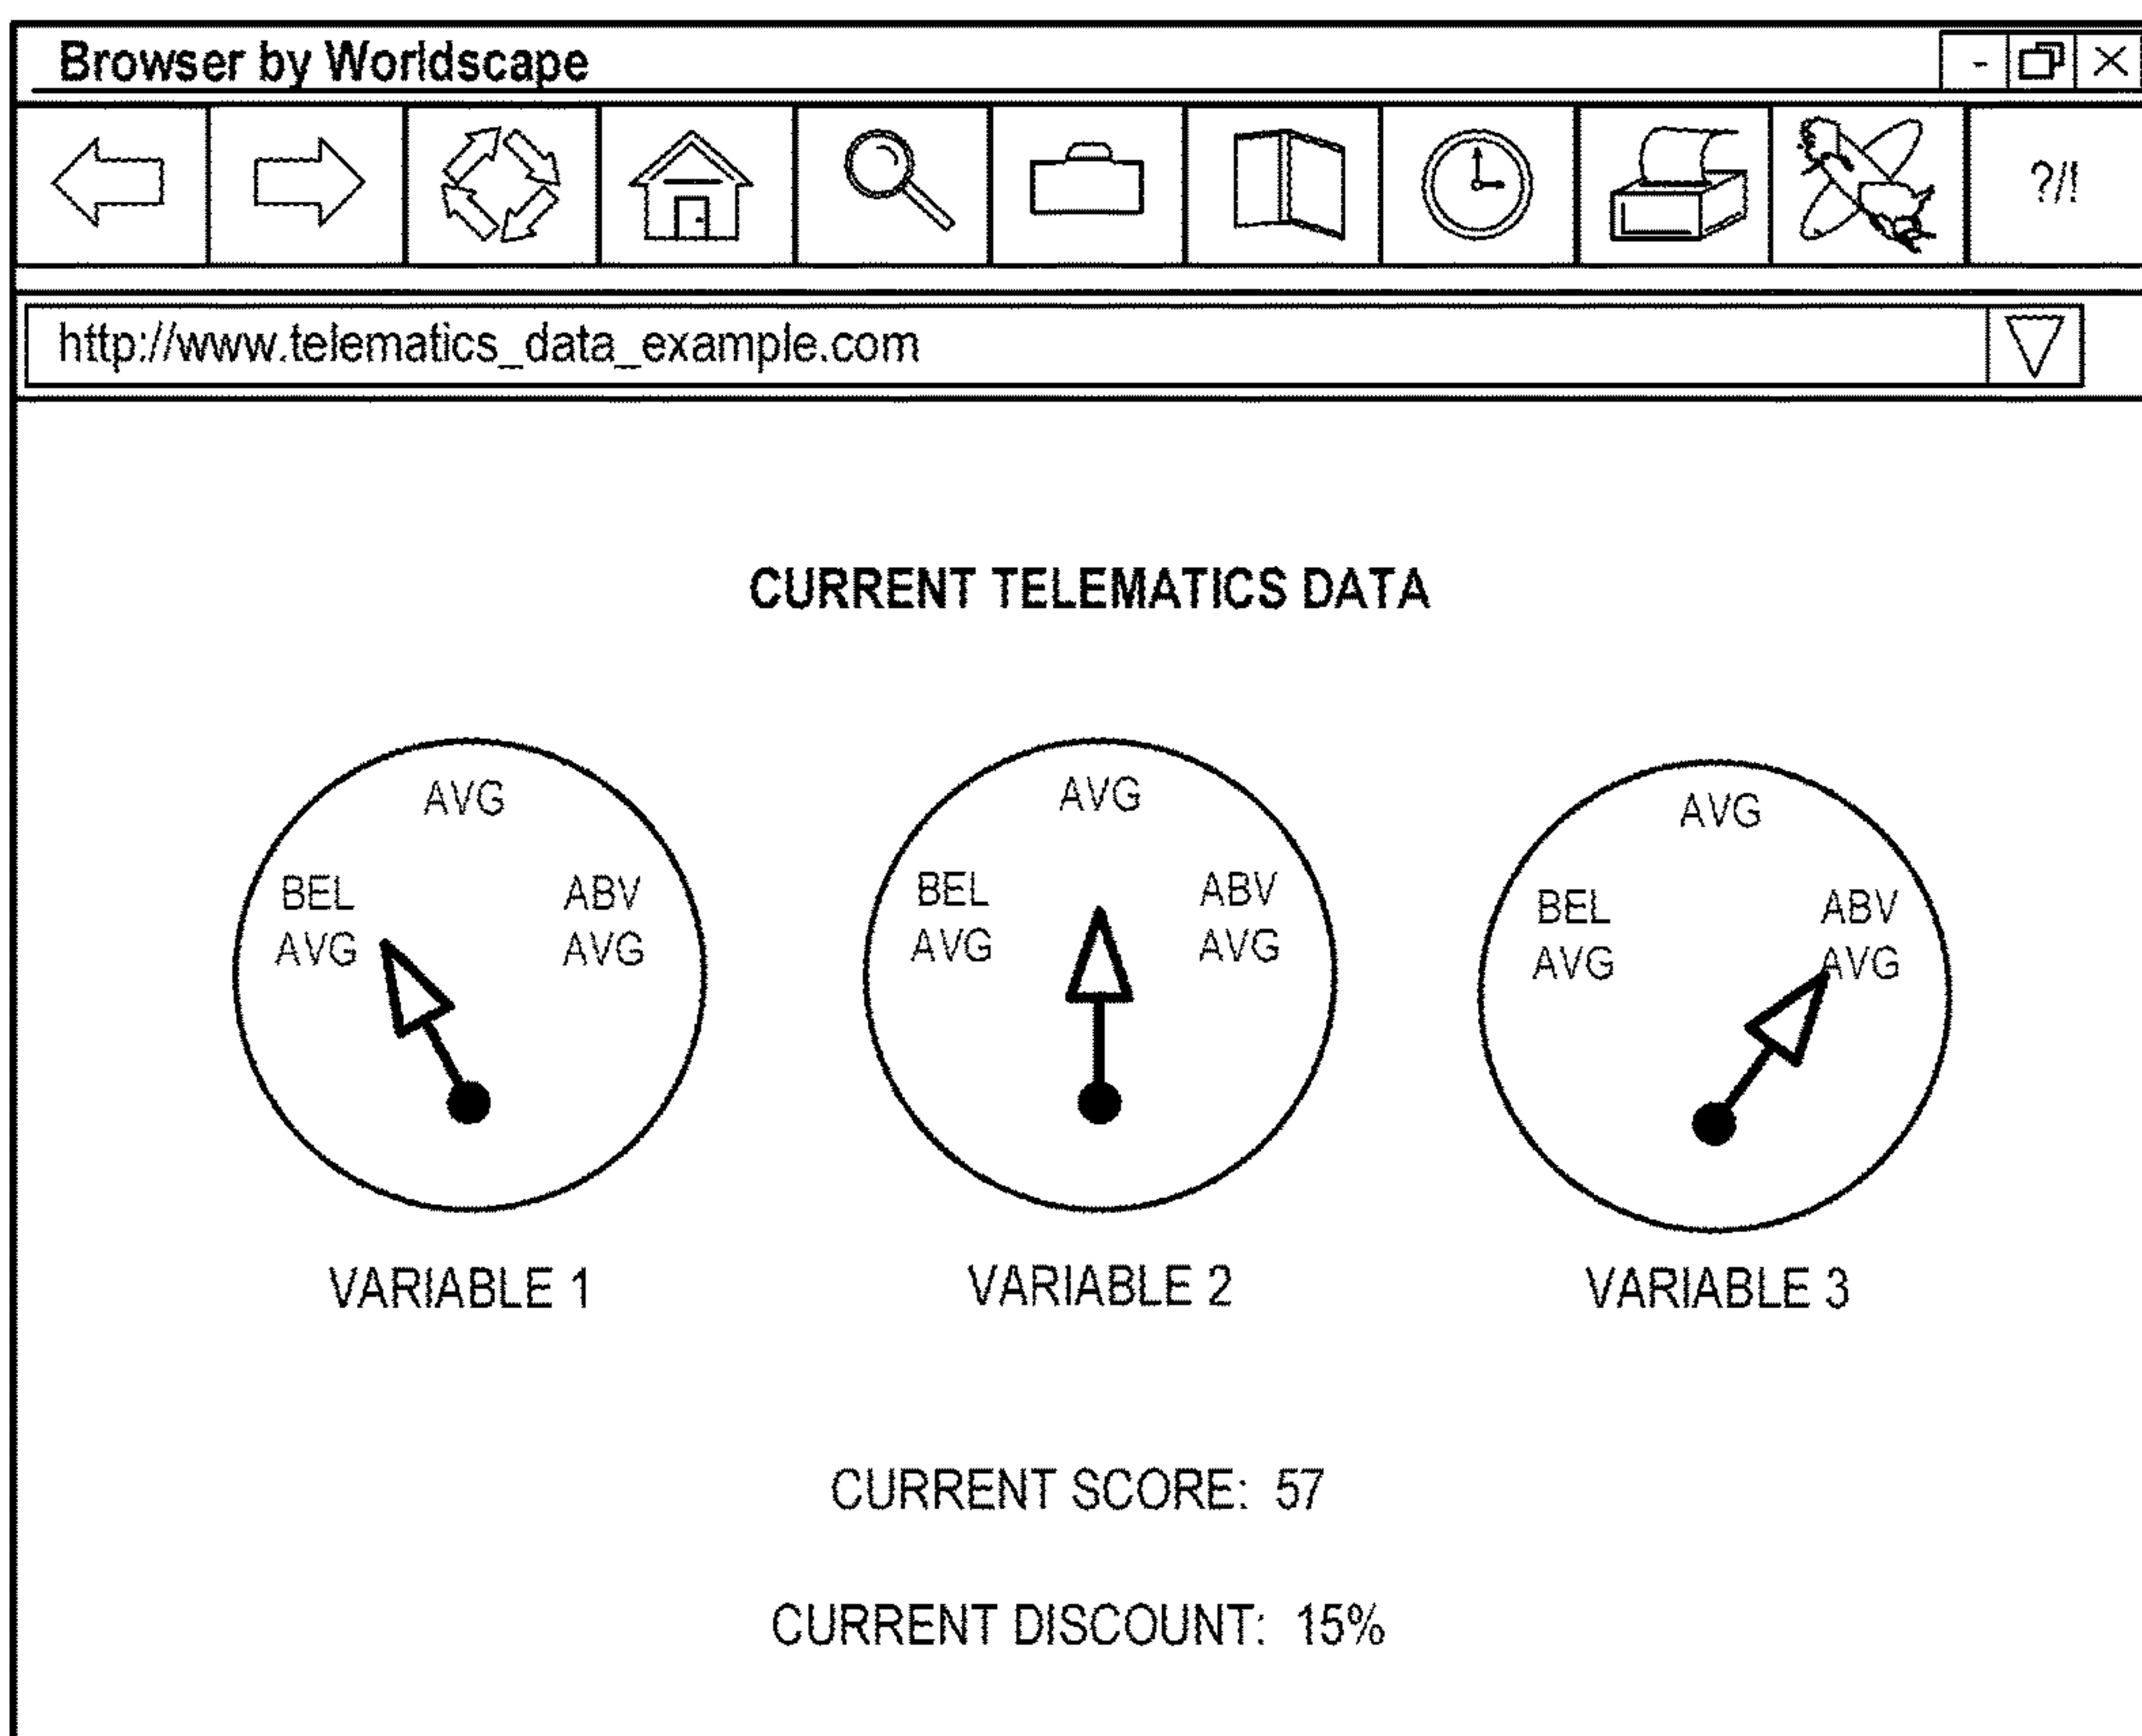 Browser by Worldscape
?/!
http://www.telematics_data_example.com
CURRENT TELEMATICS DATA
AVG
BEL AVG
ABV AVG
VARIABLE 1
AVG
BEL AVG
ABV AVG
VARIABLE 2
AVG
BEL AVG
ABV AVG
VARIABLE 3
CURRENT SCORE: 57
CURRENT DISCOUNT: 15%